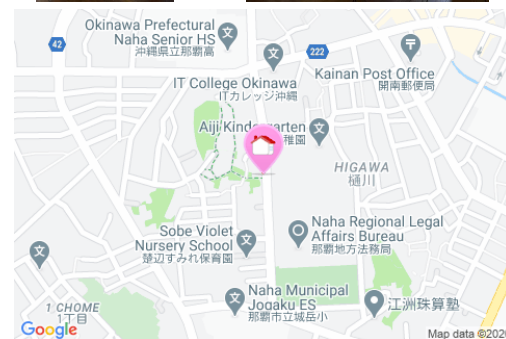 Okinawa Prefectural
Naha Senior HS
沖縄県立那覇高
42
222
Kainan Post Office
開南郵便局
IT College Okinawa
ITカレッジ沖縄
Aiji Kindergarten
稚園
HIGAWA
樋川
Naha Regional Legal
Affairs Bureau
那覇地方法務局
Sobe Violet
Nursery School
楚辺すみれ保育園
Naha Municipal
Jogaku ES
那覇市立城岳小
江洲珠算塾
1 CHOME
1丁目
Google
Map data ©2020